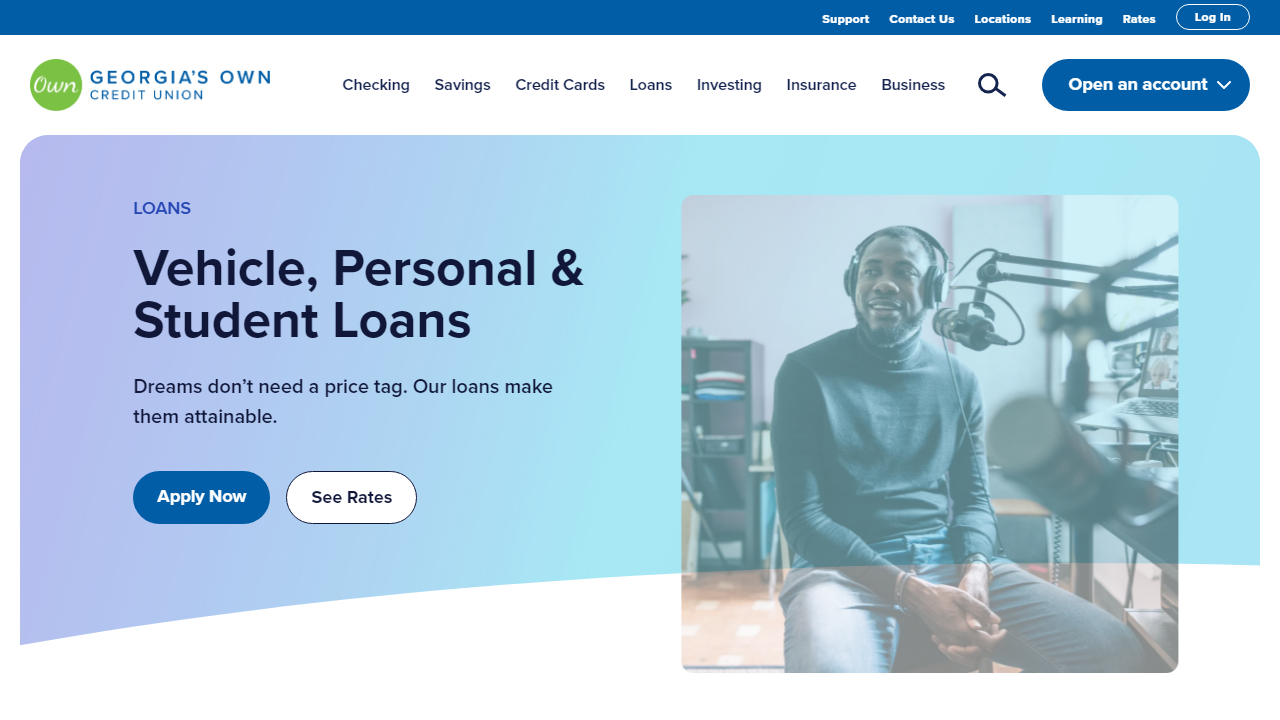 Support Contact Us Locations Learning Rates Log In
Own GEORGIA'S OWN
CREDIT UNION
Checking Savings Credit Cards Loans Investing Insurance Business
Open an account
LOANS
Vehicle, Personal &
Student Loans
Dreams don’t need a price tag. Our loans make
them attainable.
Apply Now See Rates